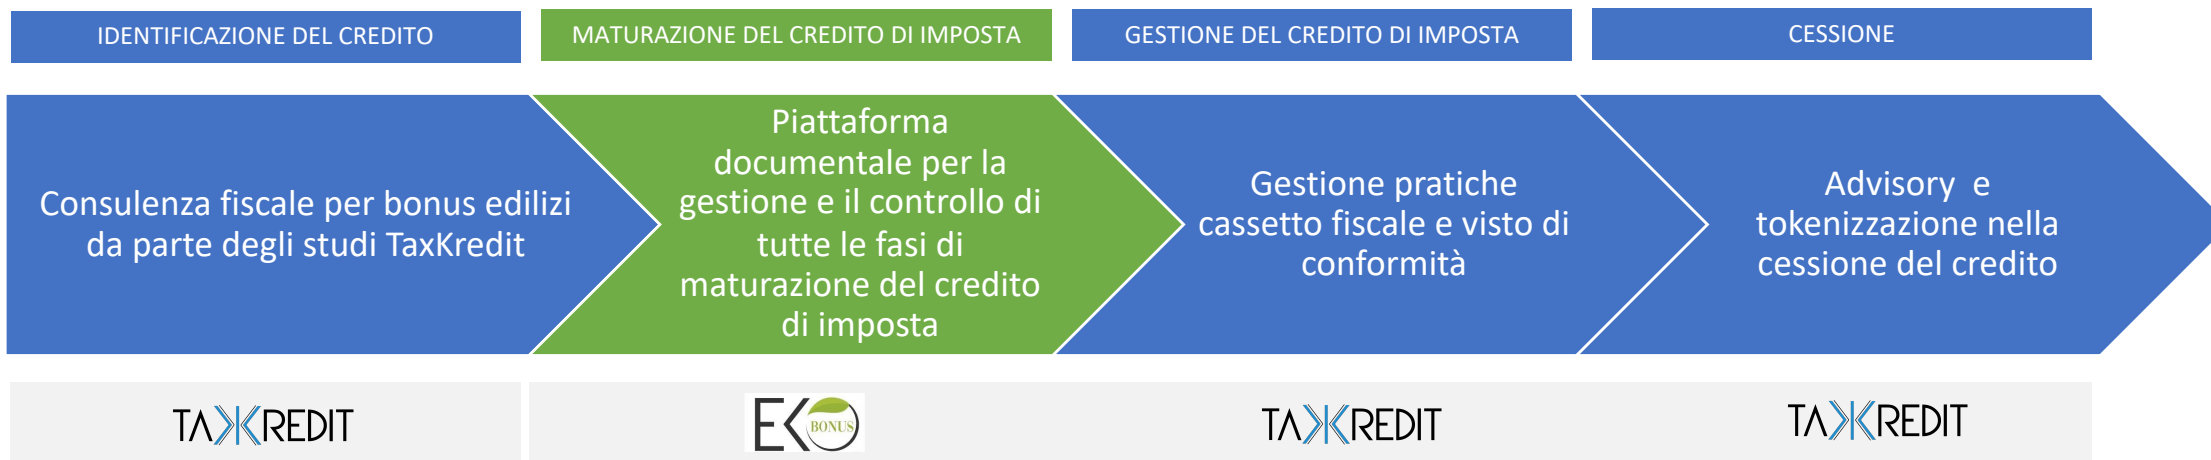 IDENTIFICAZIONE DEL CREDITO
MATURAZIONE DEL CREDITO DI IMPOSTA
GESTIONE DEL CREDITO DI IMPOSTA
CESSIONE
Consulenza fiscale per bonus edilizi
da parte degli studi TaxKredit
Piattaforma
documentale per la
gestione e il controllo di
tutte le fasi di
maturazione del credito
di imposta
Gestione pratiche
cassetto fiscale e visto di
conformità
Advisory e
tokenizzazione nella
cessione del credito
TAXKREDIT
EKO
BONUS
TAXKREDIT
TAXKREDIT